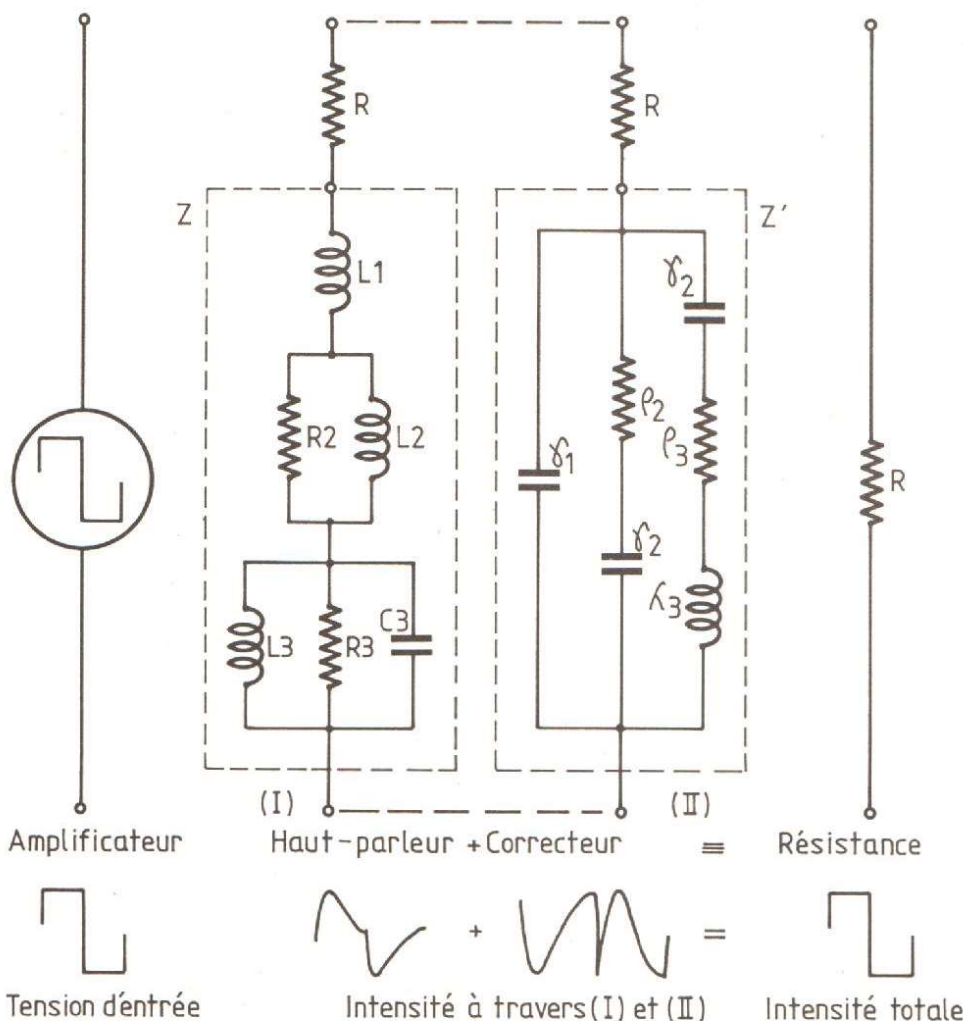 R
R
Z
Z′
L1
γ2
R2
L2
ρ2
ρ3
γ1
R
γ2
λ3
L3
R3
C3
(I)
(II)
Amplificateur
Haut-parleur + Correcteur ≡ Résistance
+ =
Tension d'entrée
Intensité à travers (I) et (II)
Intensité totale